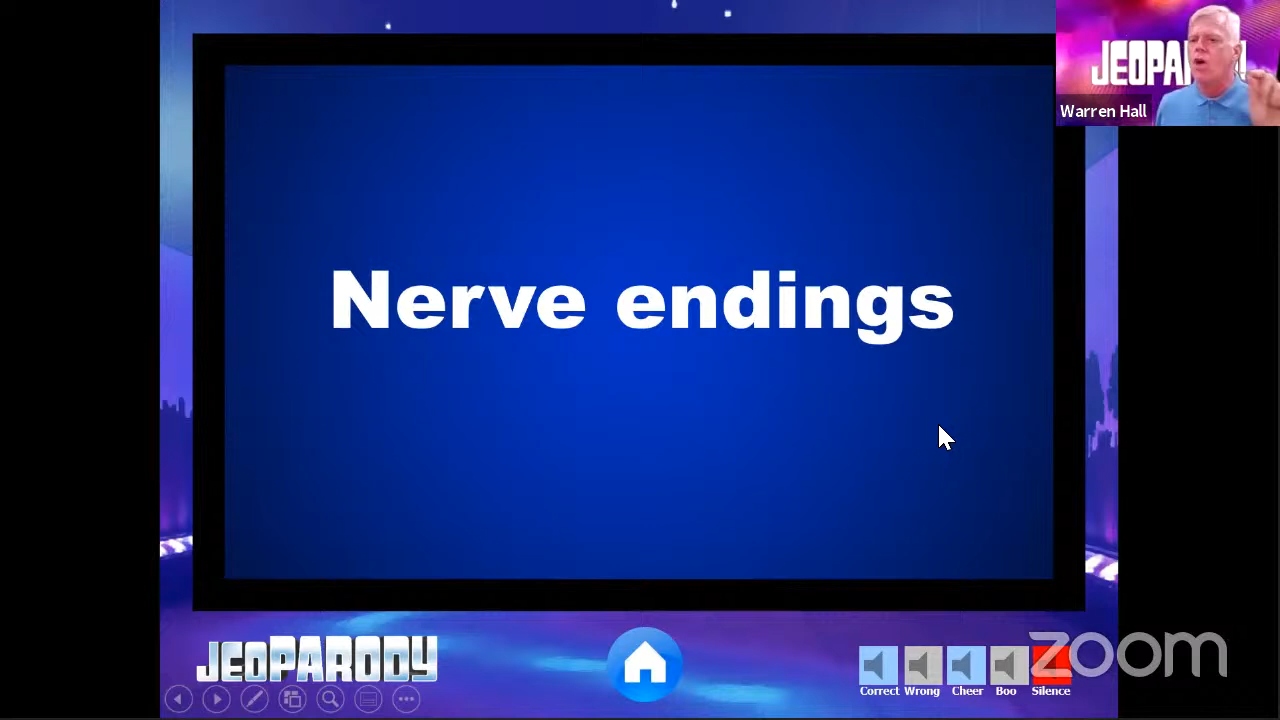 JEOPA
Y!
Warren Hall
Nerve endings
JEOPARODY
Correct Wrong Cheer Boo Silence
zoom